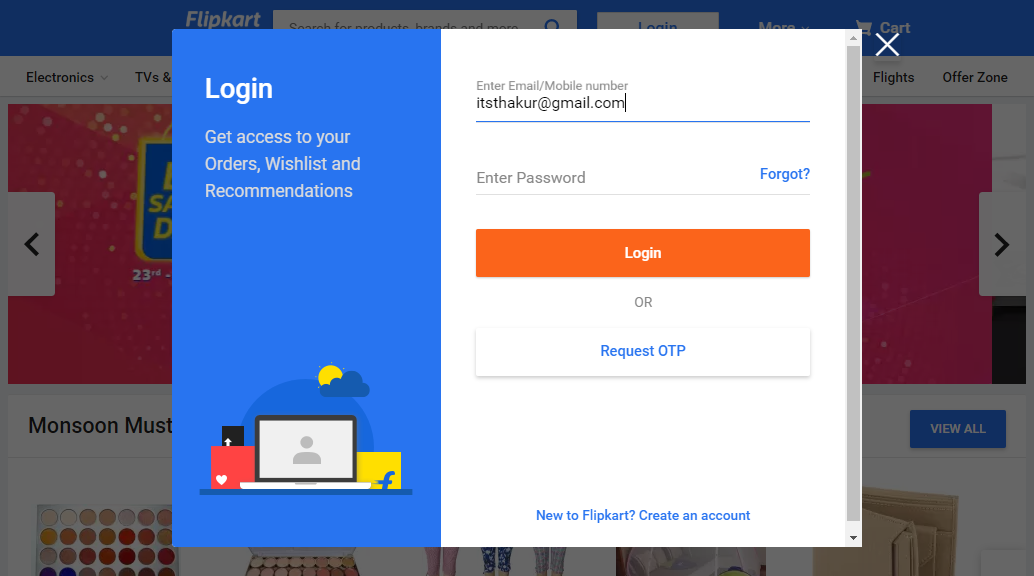 Flipkart
Search for products, brands and more
Login
More
Cart
Electronics
TVs &
Flights
Offer Zone
Login
Get access to your
Orders, Wishlist and
Recommendations
Enter Email/Mobile number
itsthakur@gmail.com
Enter Password
Forgot?
Login
OR
Request OTP
New to Flipkart? Create an account
SA
D
23rd -
Monsoon Must
VIEW ALL